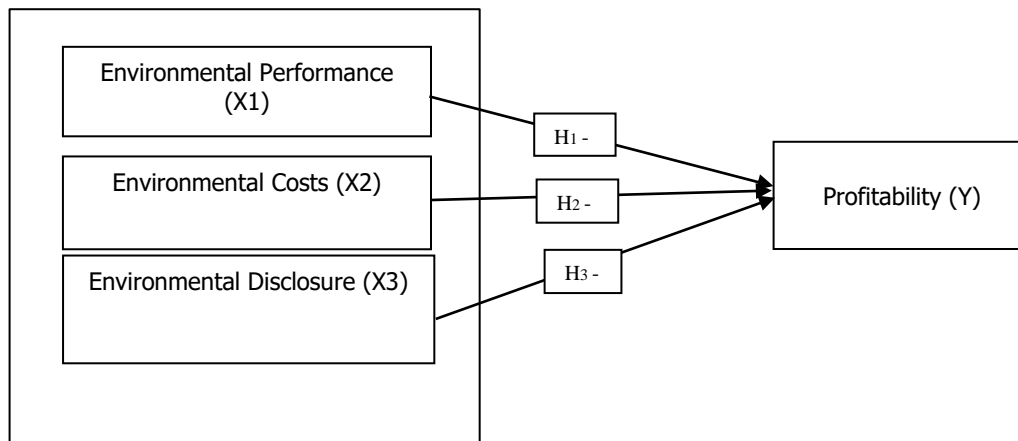 Environmental Performance
(X1)
H1 -
Environmental Costs (X2)
H2 -
Profitability (Y)
Environmental Disclosure (X3)
H3 -